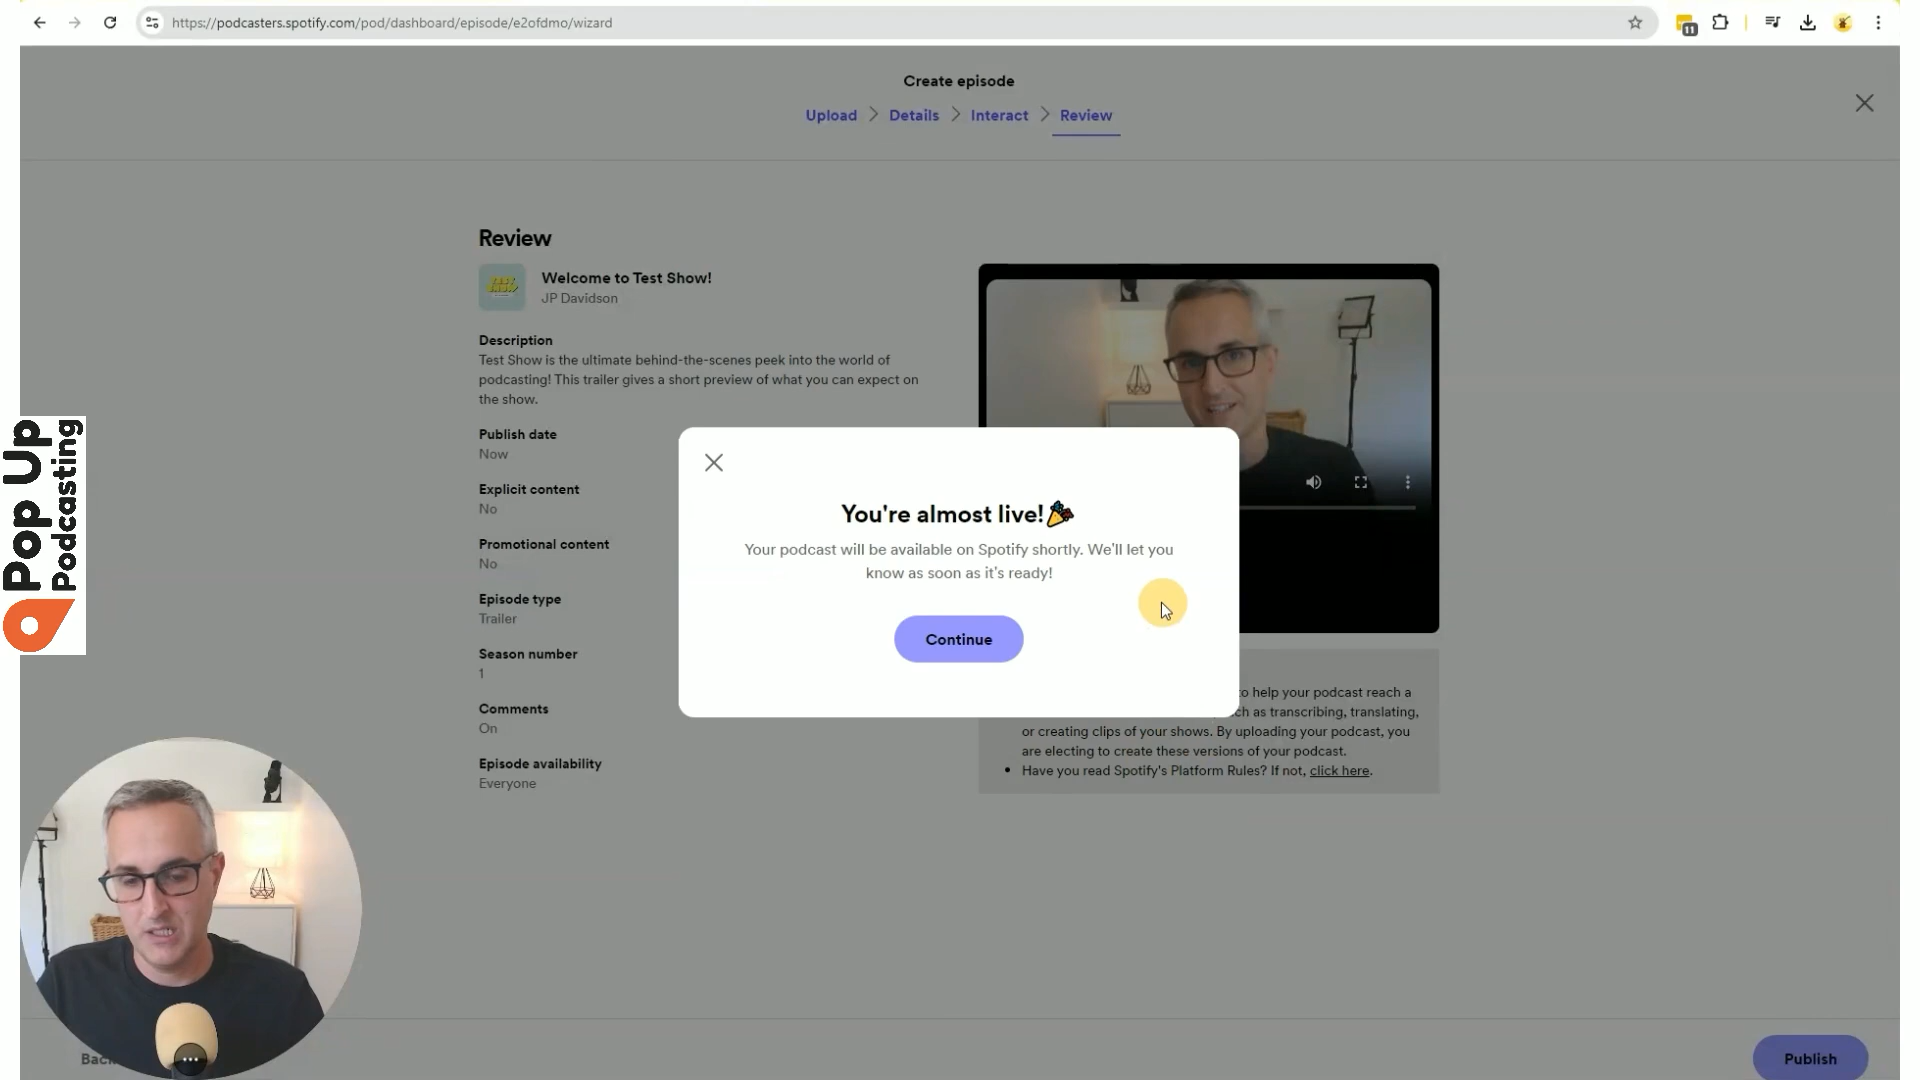 https://podcasters.spotify.com/pod/dashboard/episode/e2ofdmo/wizard
11
Create episode
Upload
Details
Interact
Review
Review
Welcome to Test Show!
JP Davidson
Description
Test Show is the ultimate behind-the-scenes peek into the world of
podcasting! This trailer gives a short preview of what you can expect on
the show.
Publish date
Now
Explicit content
No
Promotional content
No
Episode type
Trailer
Season number
1
Comments
On
Episode availability
Everyone
You're almost live!
Your podcast will be available on Spotify shortly. We'll let you
know as soon as it's ready!
Continue
to help your podcast reach a
as transcribing, translating,
or creating clips of your shows. By uploading your podcast, you
are electing to create these versions of your podcast.
• Have you read Spotify's Platform Rules? If not, click here.
Pop Up
Podcasting
Publish